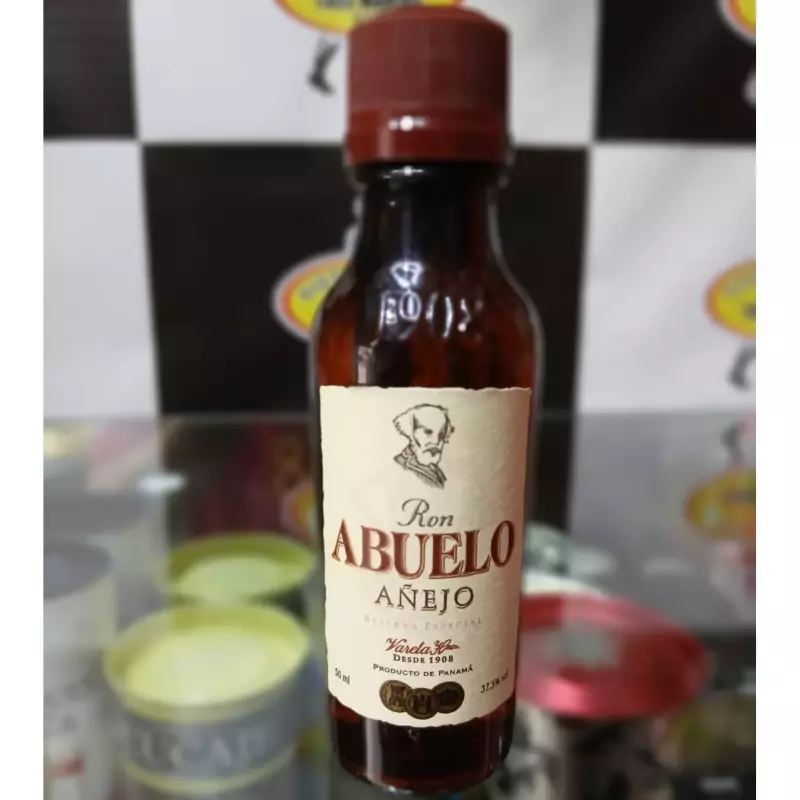 Ron
ABUELO
AÑEJO
RESERVA ESPECIAL
Varela Hnos.
DESDE 1908
PRODUCTO DE PANAMÁ
50 ml
37.5% vol